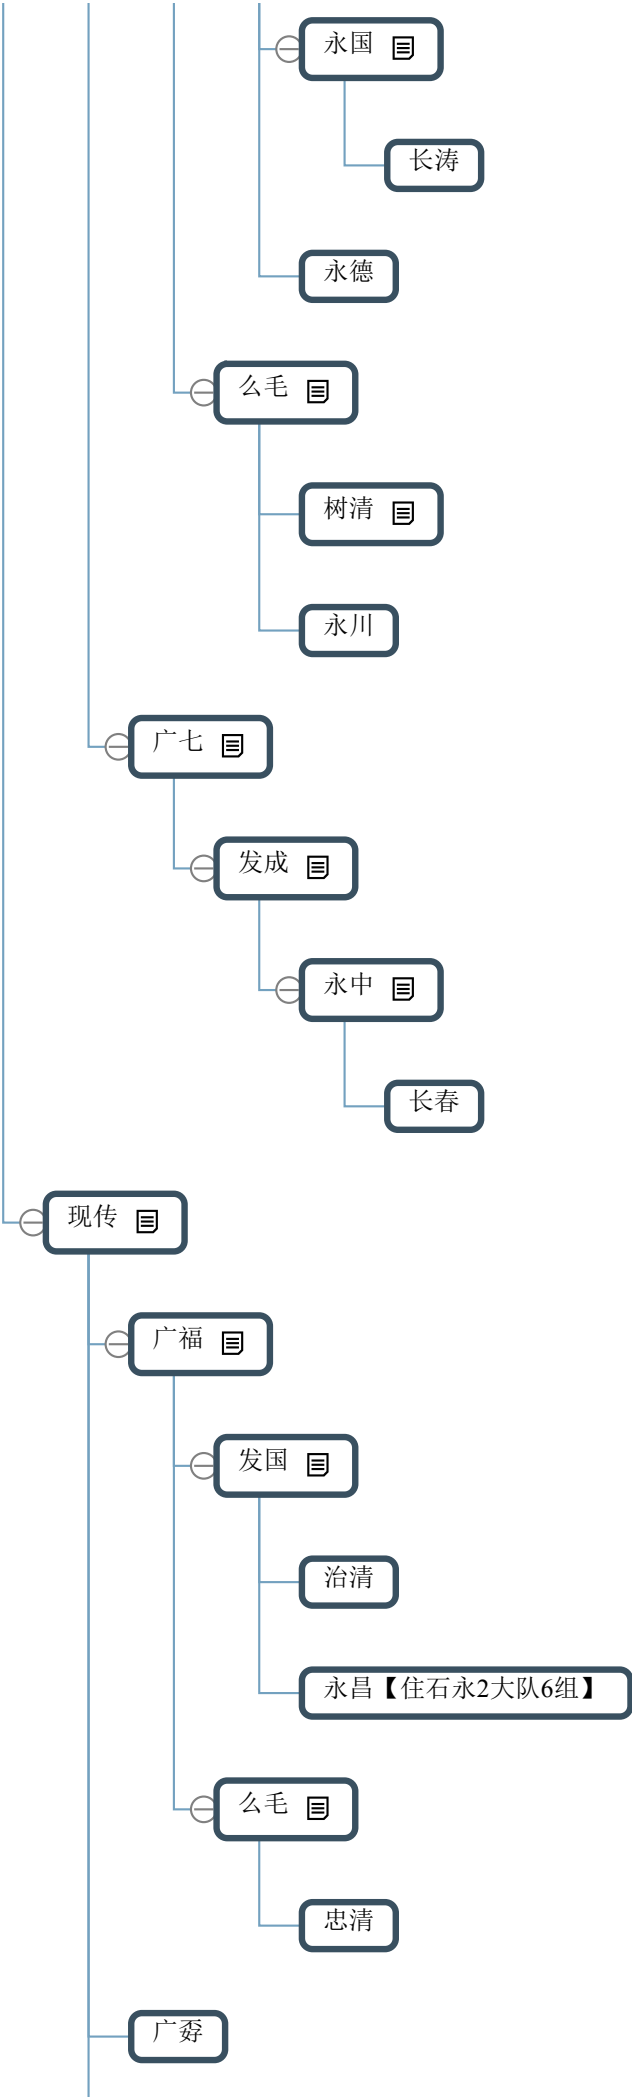 永国
长涛
永德
么毛
树清
永川
广七
发成
永中
长春
现传
广福
发国
治清
永昌【住石永2大队6组】
么毛
忠清
广孬